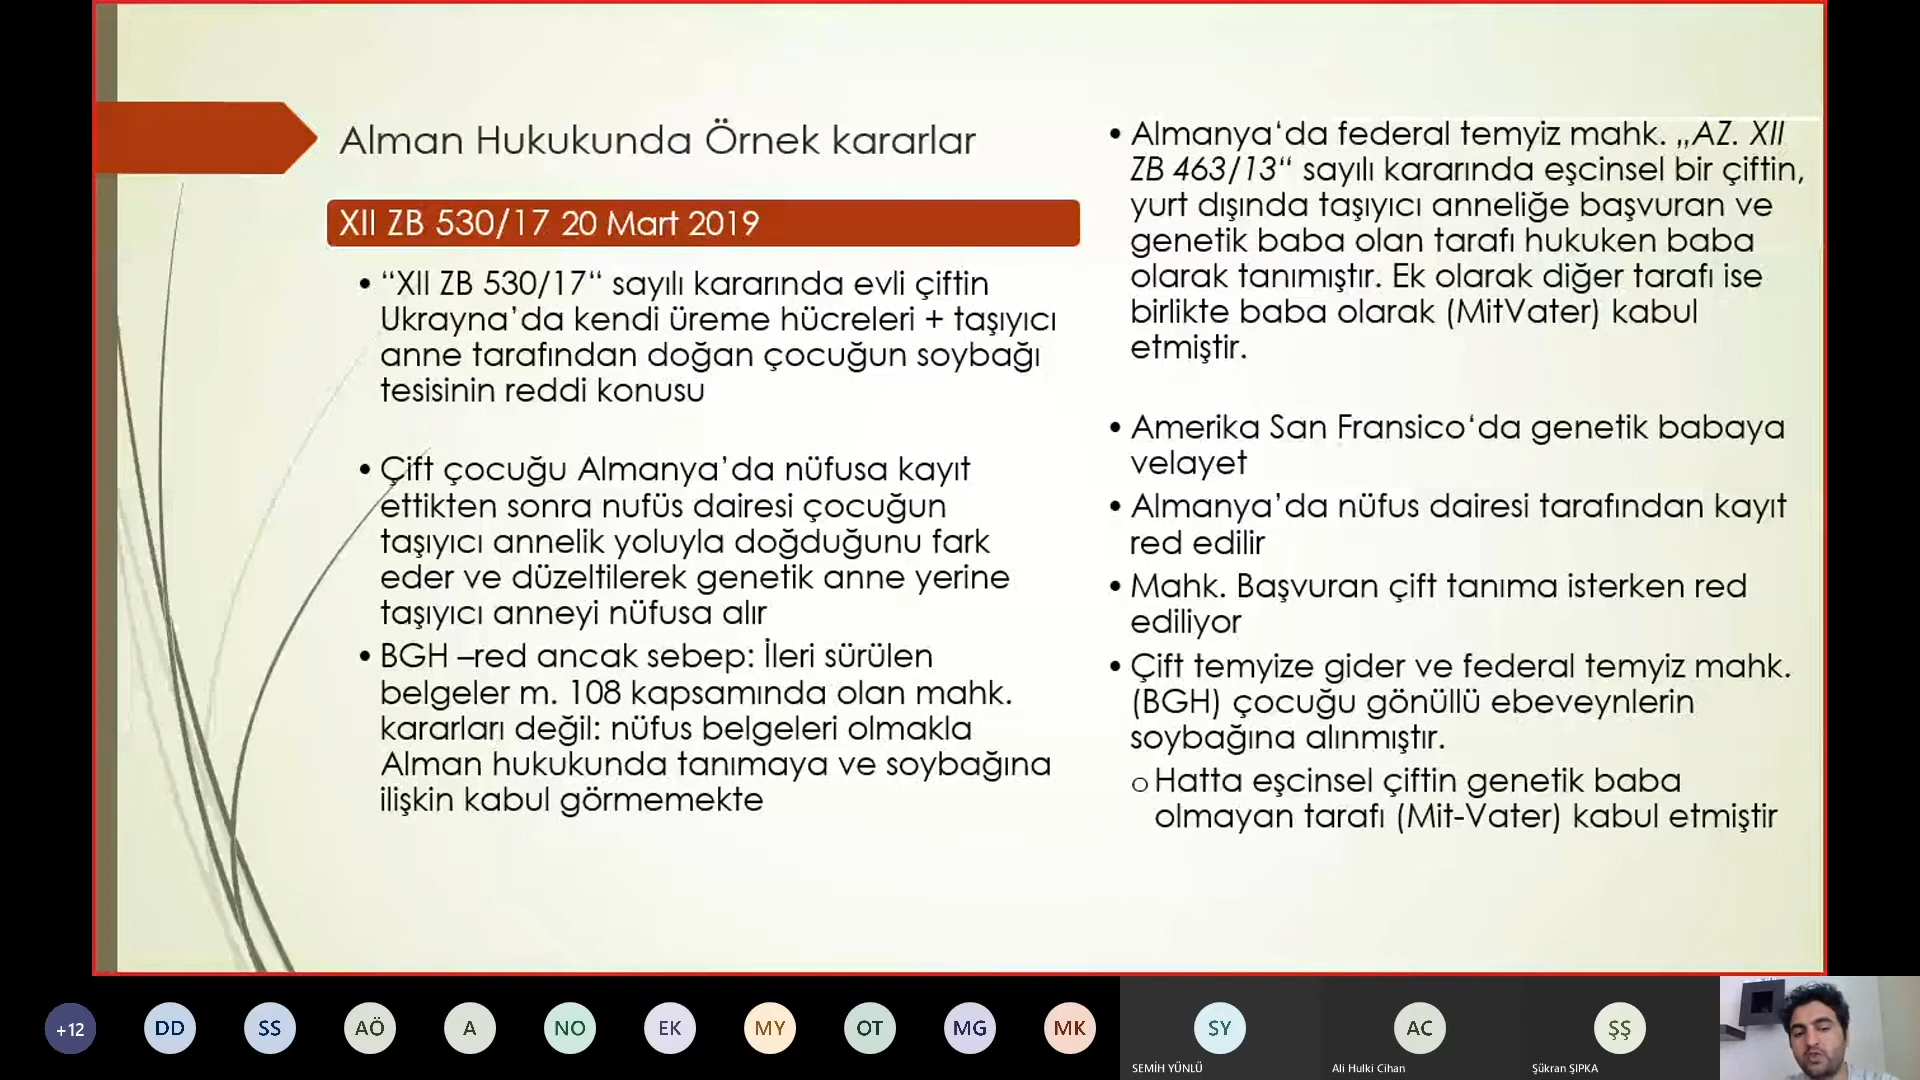 Alman Hukukunda Örnek kararlar
XII ZB 530/17 20 Mart 2019
• “XII ZB 530/17“ sayılı kararında evli çiftin
Ukrayna’da kendi üreme hücreleri + taşıyıcı
anne tarafından doğan çocuğun soybağı
tesisinin reddi konusu
• Çift çocuğu Almanya’da nüfusa kayıt
ettikten sonra nufüs dairesi çocuğun
taşıyıcı annelik yoluyla doğduğunu fark
eder ve düzeltilerek genetik anne yerine
taşıyıcı anneyi nüfusa alır
• BGH –red ancak sebep: İleri sürülen
belgeler m. 108 kapsamında olan mahk.
kararları değil: nüfus belgeleri olmakla
Alman hukukunda tanımaya ve soybağına
ilişkin kabul görmemekte
• Almanya‘da federal temyiz mahk. „AZ. XII
ZB 463/13“ sayılı kararında eşcinsel bir çiftin,
yurt dışında taşıyıcı anneliğe başvuran ve
genetik baba olan tarafı hukuken baba
olarak tanımıştır. Ek olarak diğer tarafı ise
birlikte baba olarak (MitVater) kabul
etmiştir.
• Amerika San Fransico‘da genetik babaya
velayet
• Almanya’da nüfus dairesi tarafından kayıt
red edilir
• Mahk. Başvuran çift tanıma isterken red
ediliyor
• Çift temyize gider ve federal temyiz mahk.
(BGH) çocuğu gönüllü ebeveynlerin
soybağına alınmıştır.
o Hatta eşcinsel çiftin genetik baba
olmayan tarafı (Mit-Vater) kabul etmiştir
+12 DD SS AÖ A NO EK MY OT MG MK SY AC ŞŞ
SEMİH YÜNLÜ Ali Hulki Cihan Şükran ŞIPKA